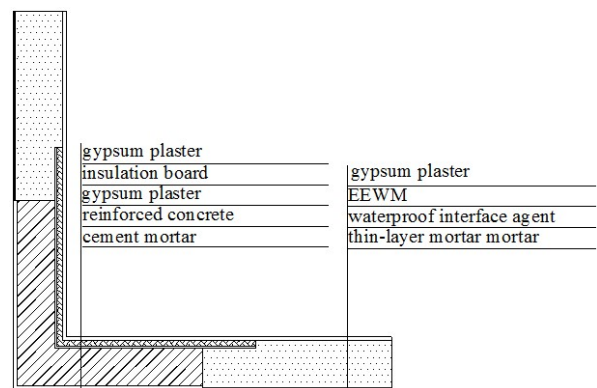 gypsum plaster
insulation board
gypsum plaster
reinforced concrete
cement mortar
gypsum plaster
EEWM
waterproof interface agent
thin-layer mortar mortar